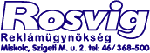 Rosvig
Reklámügynökség
Miskolc, Szigeti M. u. 2. tel: 46/368-500